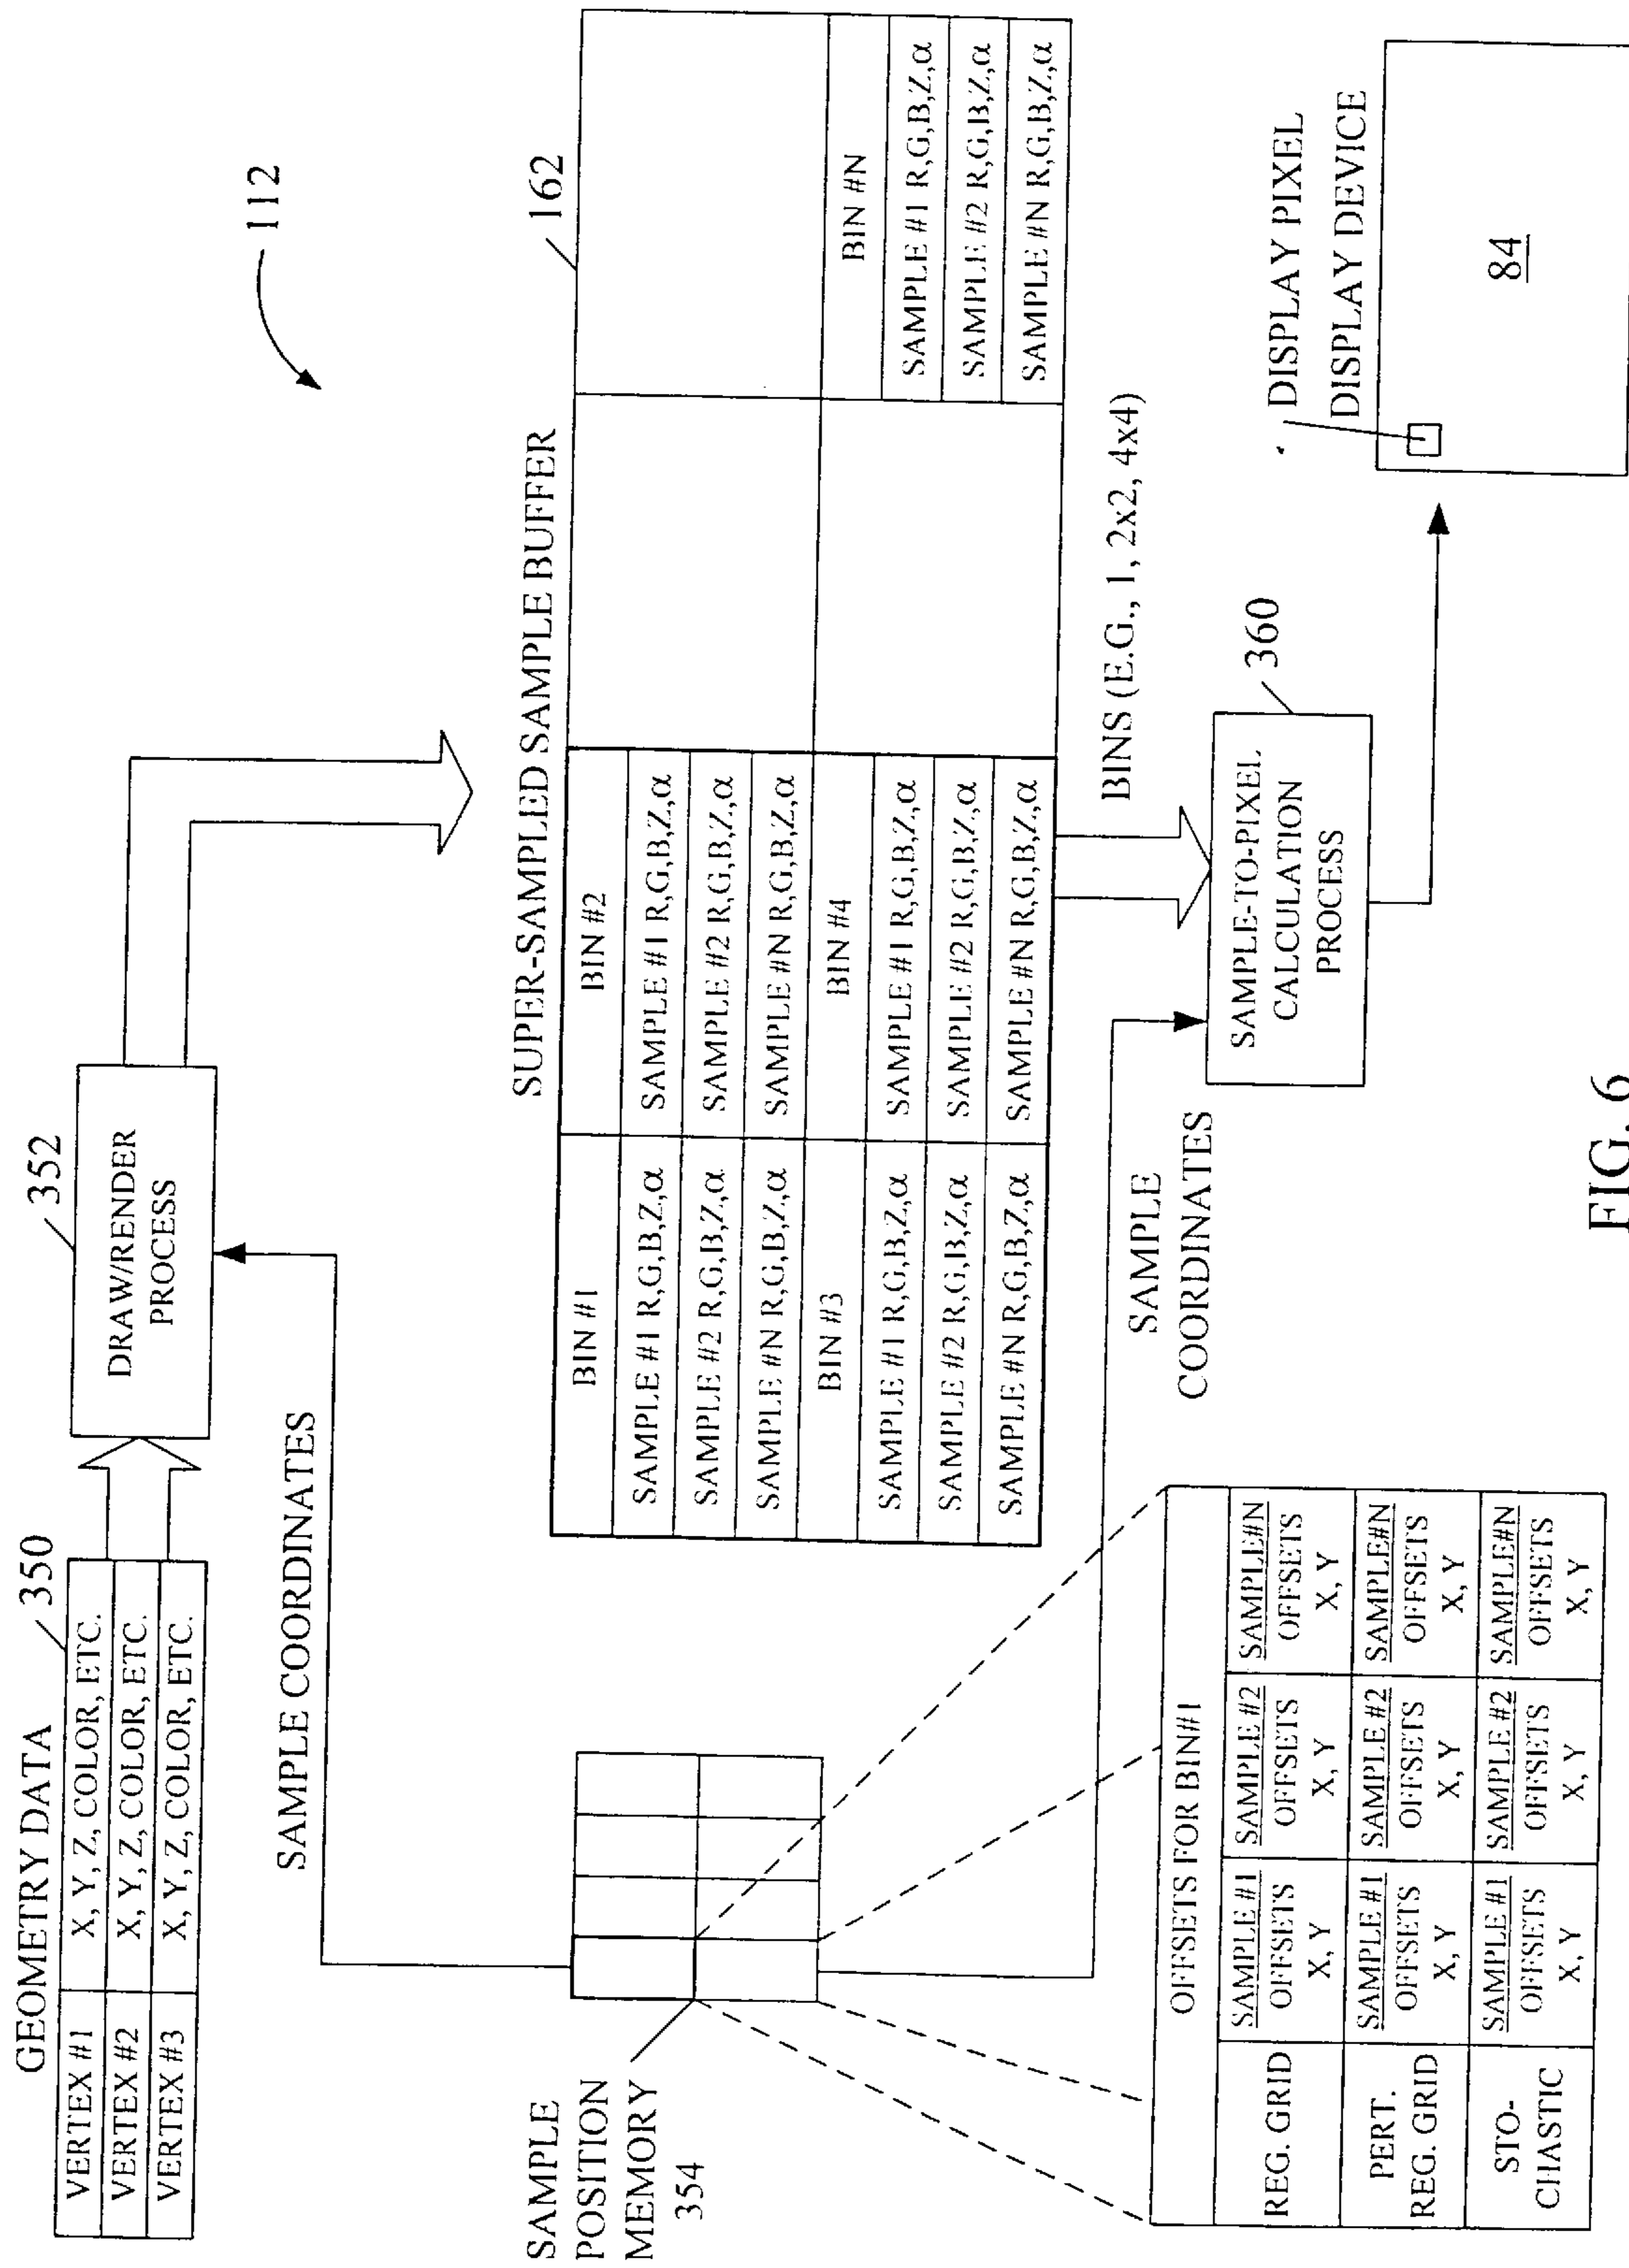 112
GEOMETRY DATA
350
VERTEX #1 X, Y, Z, COLOR, ETC.
VERTEX #2 X, Y, Z, COLOR, ETC.
VERTEX #3 X, Y, Z, COLOR, ETC.
352
DRAW/RENDER
PROCESS
SAMPLE COORDINATES
SAMPLE
POSITION
MEMORY
354
SUPER-SAMPLED SAMPLE BUFFER
162
BIN #1 BIN #2
SAMPLE #1 R,G,B,Z,α SAMPLE #1 R,G,B,Z,α
SAMPLE #2 R,G,B,Z,α SAMPLE #2 R,G,B,Z,α
SAMPLE #N R,G,B,Z,α SAMPLE #N R,G,B,Z,α
BIN #3 BIN #4 BIN #N
SAMPLE #1 R,G,B,Z,α SAMPLE #1 R,G,B,Z,α SAMPLE #1 R,G,B,Z,α
SAMPLE #2 R,G,B,Z,α SAMPLE #2 R,G,B,Z,α SAMPLE #2 R,G,B,Z,α
SAMPLE #N R,G,B,Z,α SAMPLE #N R,G,B,Z,α SAMPLE #N R,G,B,Z,α
BINS (E.G., 1, 2x2, 4x4)
SAMPLE
COORDINATES
360
SAMPLE-TO-PIXEL
CALCULATION
PROCESS
DISPLAY PIXEL
DISPLAY DEVICE
84
OFFSETS FOR BIN#1
REG. GRID
SAMPLE #1 SAMPLE #2 SAMPLE#N
OFFSETS OFFSETS OFFSETS
X, Y X, Y X, Y
PERT.
REG. GRID
SAMPLE #1 SAMPLE #2 SAMPLE#N
OFFSETS OFFSETS OFFSETS
X, Y X, Y X, Y
STO-
CHASTIC
SAMPLE #1 SAMPLE #2 SAMPLE#N
OFFSETS OFFSETS OFFSETS
X, Y X, Y X, Y
FIG. 6